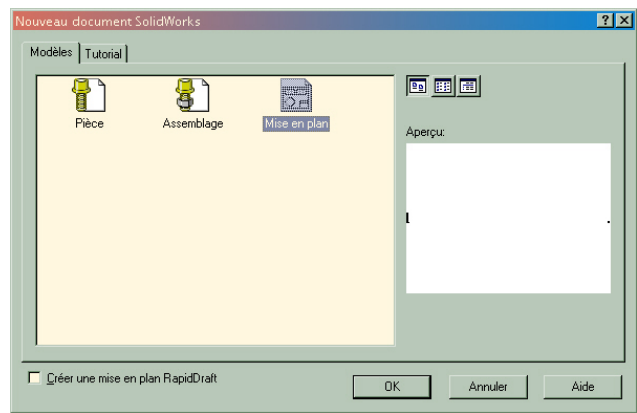 Nouveau document SolidWorks
Modèles Tutorial
Pièce Assemblage Mise en plan
Aperçu:
Créer une mise en plan RapidDraft
OK Annuler Aide